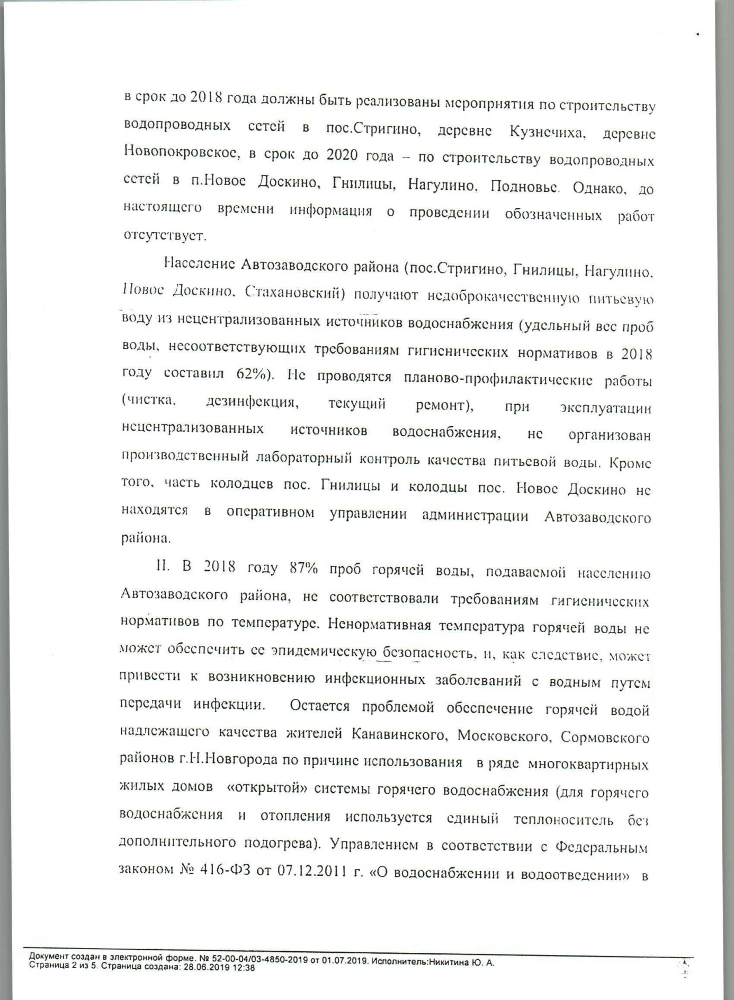 в срок до 2018 года должны быть реализованы мероприятия по строительству
водопроводных сетей в пос.Стригино, деревне Кузнечиха, деревне
Новопокровское, в срок до 2020 года – по строительству водопроводных
сетей в п.Новое Доскино, Гнилицы, Нагулино, Подновье. Однако, до
настоящего времени информация о проведении обозначенных работ
отсутствует.
Население Автозаводского района (пос.Стригино, Гнилицы, Нагулино,
Новое Доскино, Стахановский) получают недоброкачественную питьевую
воду из нецентрализованных источников водоснабжения (удельный вес проб
воды, несоответствующих требованиям гигиенических нормативов в 2018
году составил 62%). Не проводятся планово-профилактические работы
(чистка, дезинфекция, текущий ремонт), при эксплуатации
нецентрализованных источников водоснабжения, не организован
производственный лабораторный контроль качества питьевой воды. Кроме
того, часть колодцев пос. Гнилицы и колодцы пос. Новое Доскино не
находятся в оперативном управлении администрации Автозаводского
района.
II. В 2018 году 87% проб горячей воды, подаваемой населению
Автозаводского района, не соответствовали требованиям гигиенических
нормативов по температуре. Ненормативная температура горячей воды не
может обеспечить ее эпидемическую безопасность, и, как следствие, может
привести к возникновению инфекционных заболеваний с водным путем
передачи инфекции. Остается проблемой обеспечение горячей водой
надлежащего качества жителей Канавинского, Московского, Сормовского
районов г.Н.Новгорода по причине использования в ряде многоквартирных
жилых домов «открытой» системы горячего водоснабжения (для горячего
водоснабжения и отопления используется единый теплоноситель без
дополнительного подогрева). Управлением в соответствии с Федеральным
законом № 416-ФЗ от 07.12.2011 г. «О водоснабжении и водоотведении» в
Документ создан в электронной форме. № 52-00-04/03-4850-2019 от 01.07.2019. Исполнитель:Никитина Ю. А.
Страница 2 из 5. Страница создана: 28.06.2019 12:38